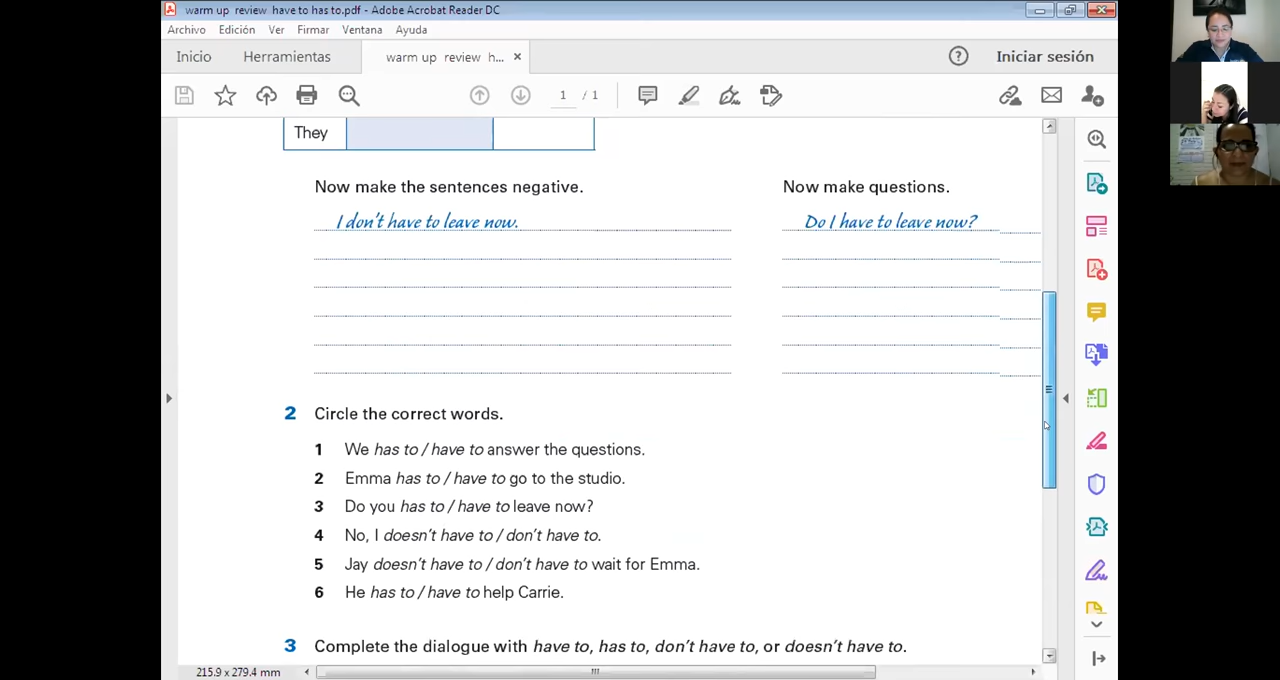 warm up review have to has to.pdf - Adobe Acrobat Reader DC
Archivo Edición Ver Firmar Ventana Ayuda
Inicio Herramientas warm up review h... × ? Iniciar sesión
1 / 1
They
Now make the sentences negative. Now make questions.
I don't have to leave now. Do I have to leave now?
2 Circle the correct words.
1 We has to / have to answer the questions.
2 Emma has to / have to go to the studio.
3 Do you has to / have to leave now?
4 No, I doesn't have to / don't have to.
5 Jay doesn't have to / don't have to wait for Emma.
6 He has to / have to help Carrie.
3 Complete the dialogue with have to, has to, don't have to, or doesn't have to.
215.9 x 279.4 mm